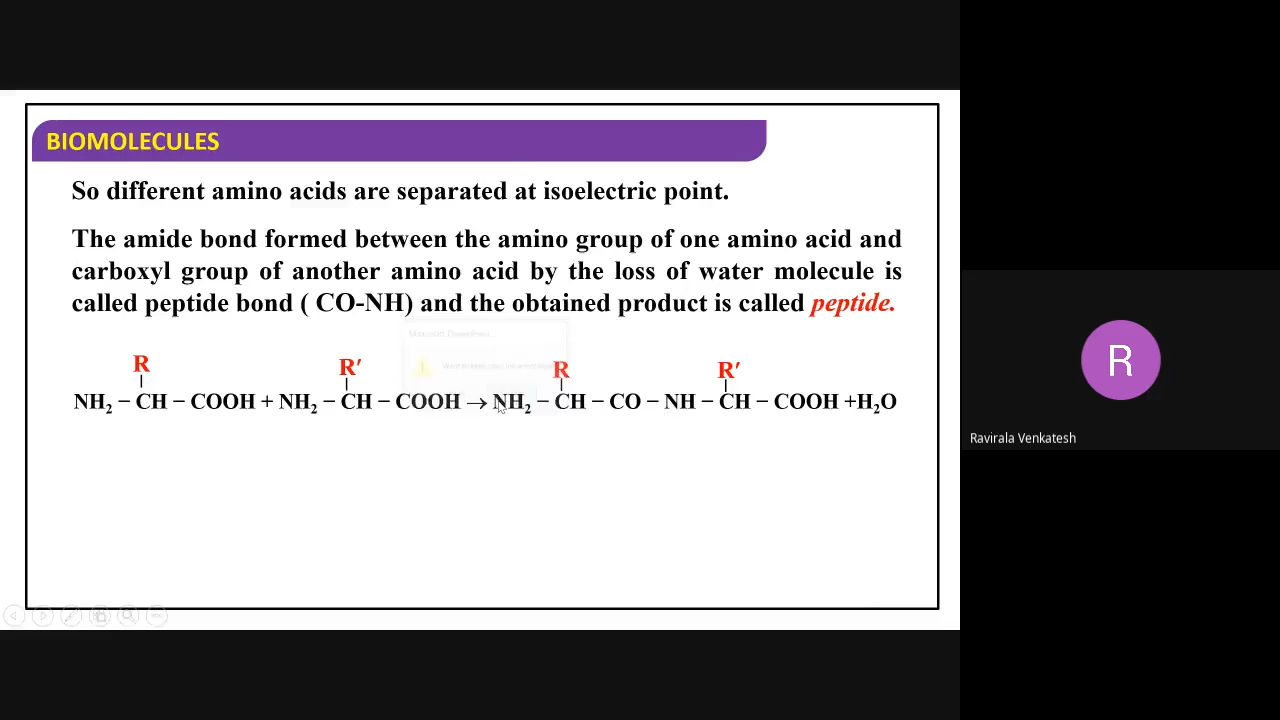 BIOMOLECULES
So different amino acids are separated at isoelectric point.
The amide bond formed between the amino group of one amino acid and
carboxyl group of another amino acid by the loss of water molecule is
called peptide bond ( CO-NH) and the obtained product is called peptide.
R R′ R R′
NH₂ − CH − COOH + NH₂ − CH − COOH → NH₂ − CH − CO − NH − CH − COOH +H₂O
R
Ravirala Venkatesh